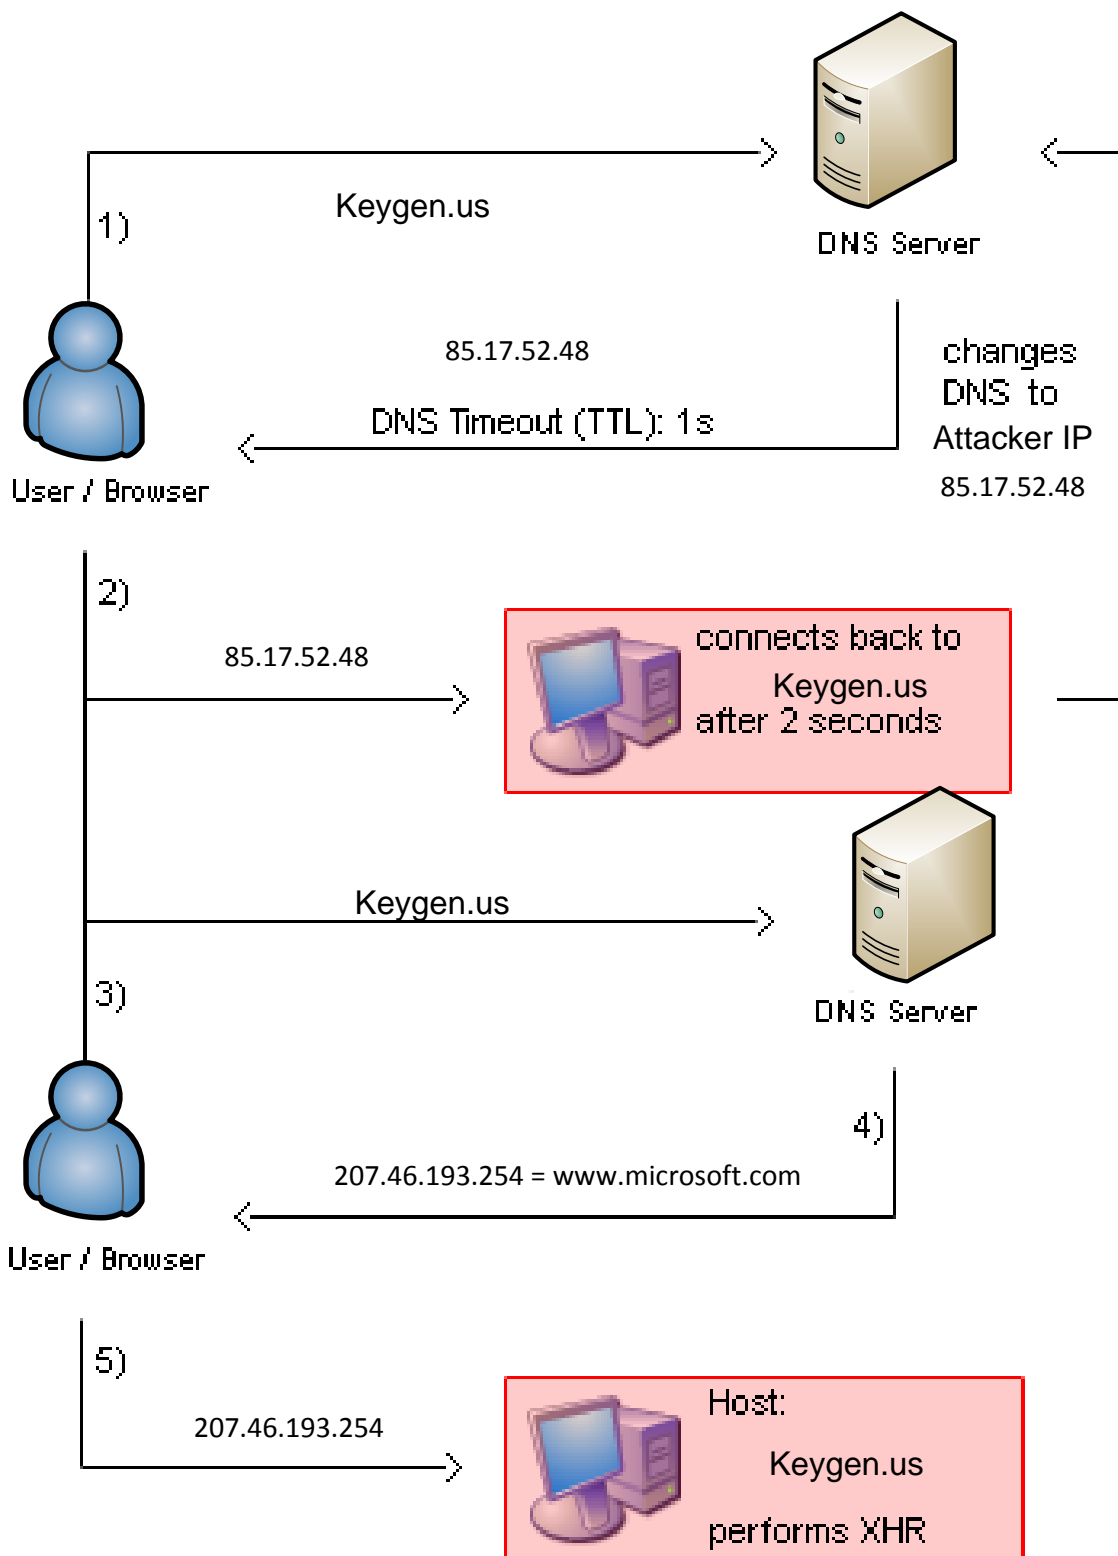 1)
Keygen.us
DNS Server
85.17.52.48
DNS Timeout (TTL): 1s
changes
DNS to
Attacker IP
85.17.52.48
User / Browser
2)
85.17.52.48
connects back to
Keygen.us
after 2 seconds
Keygen.us
3)
DNS Server
4)
207.46.193.254 = www.microsoft.com
User / Browser
5)
207.46.193.254
Host:
Keygen.us
performs XHR